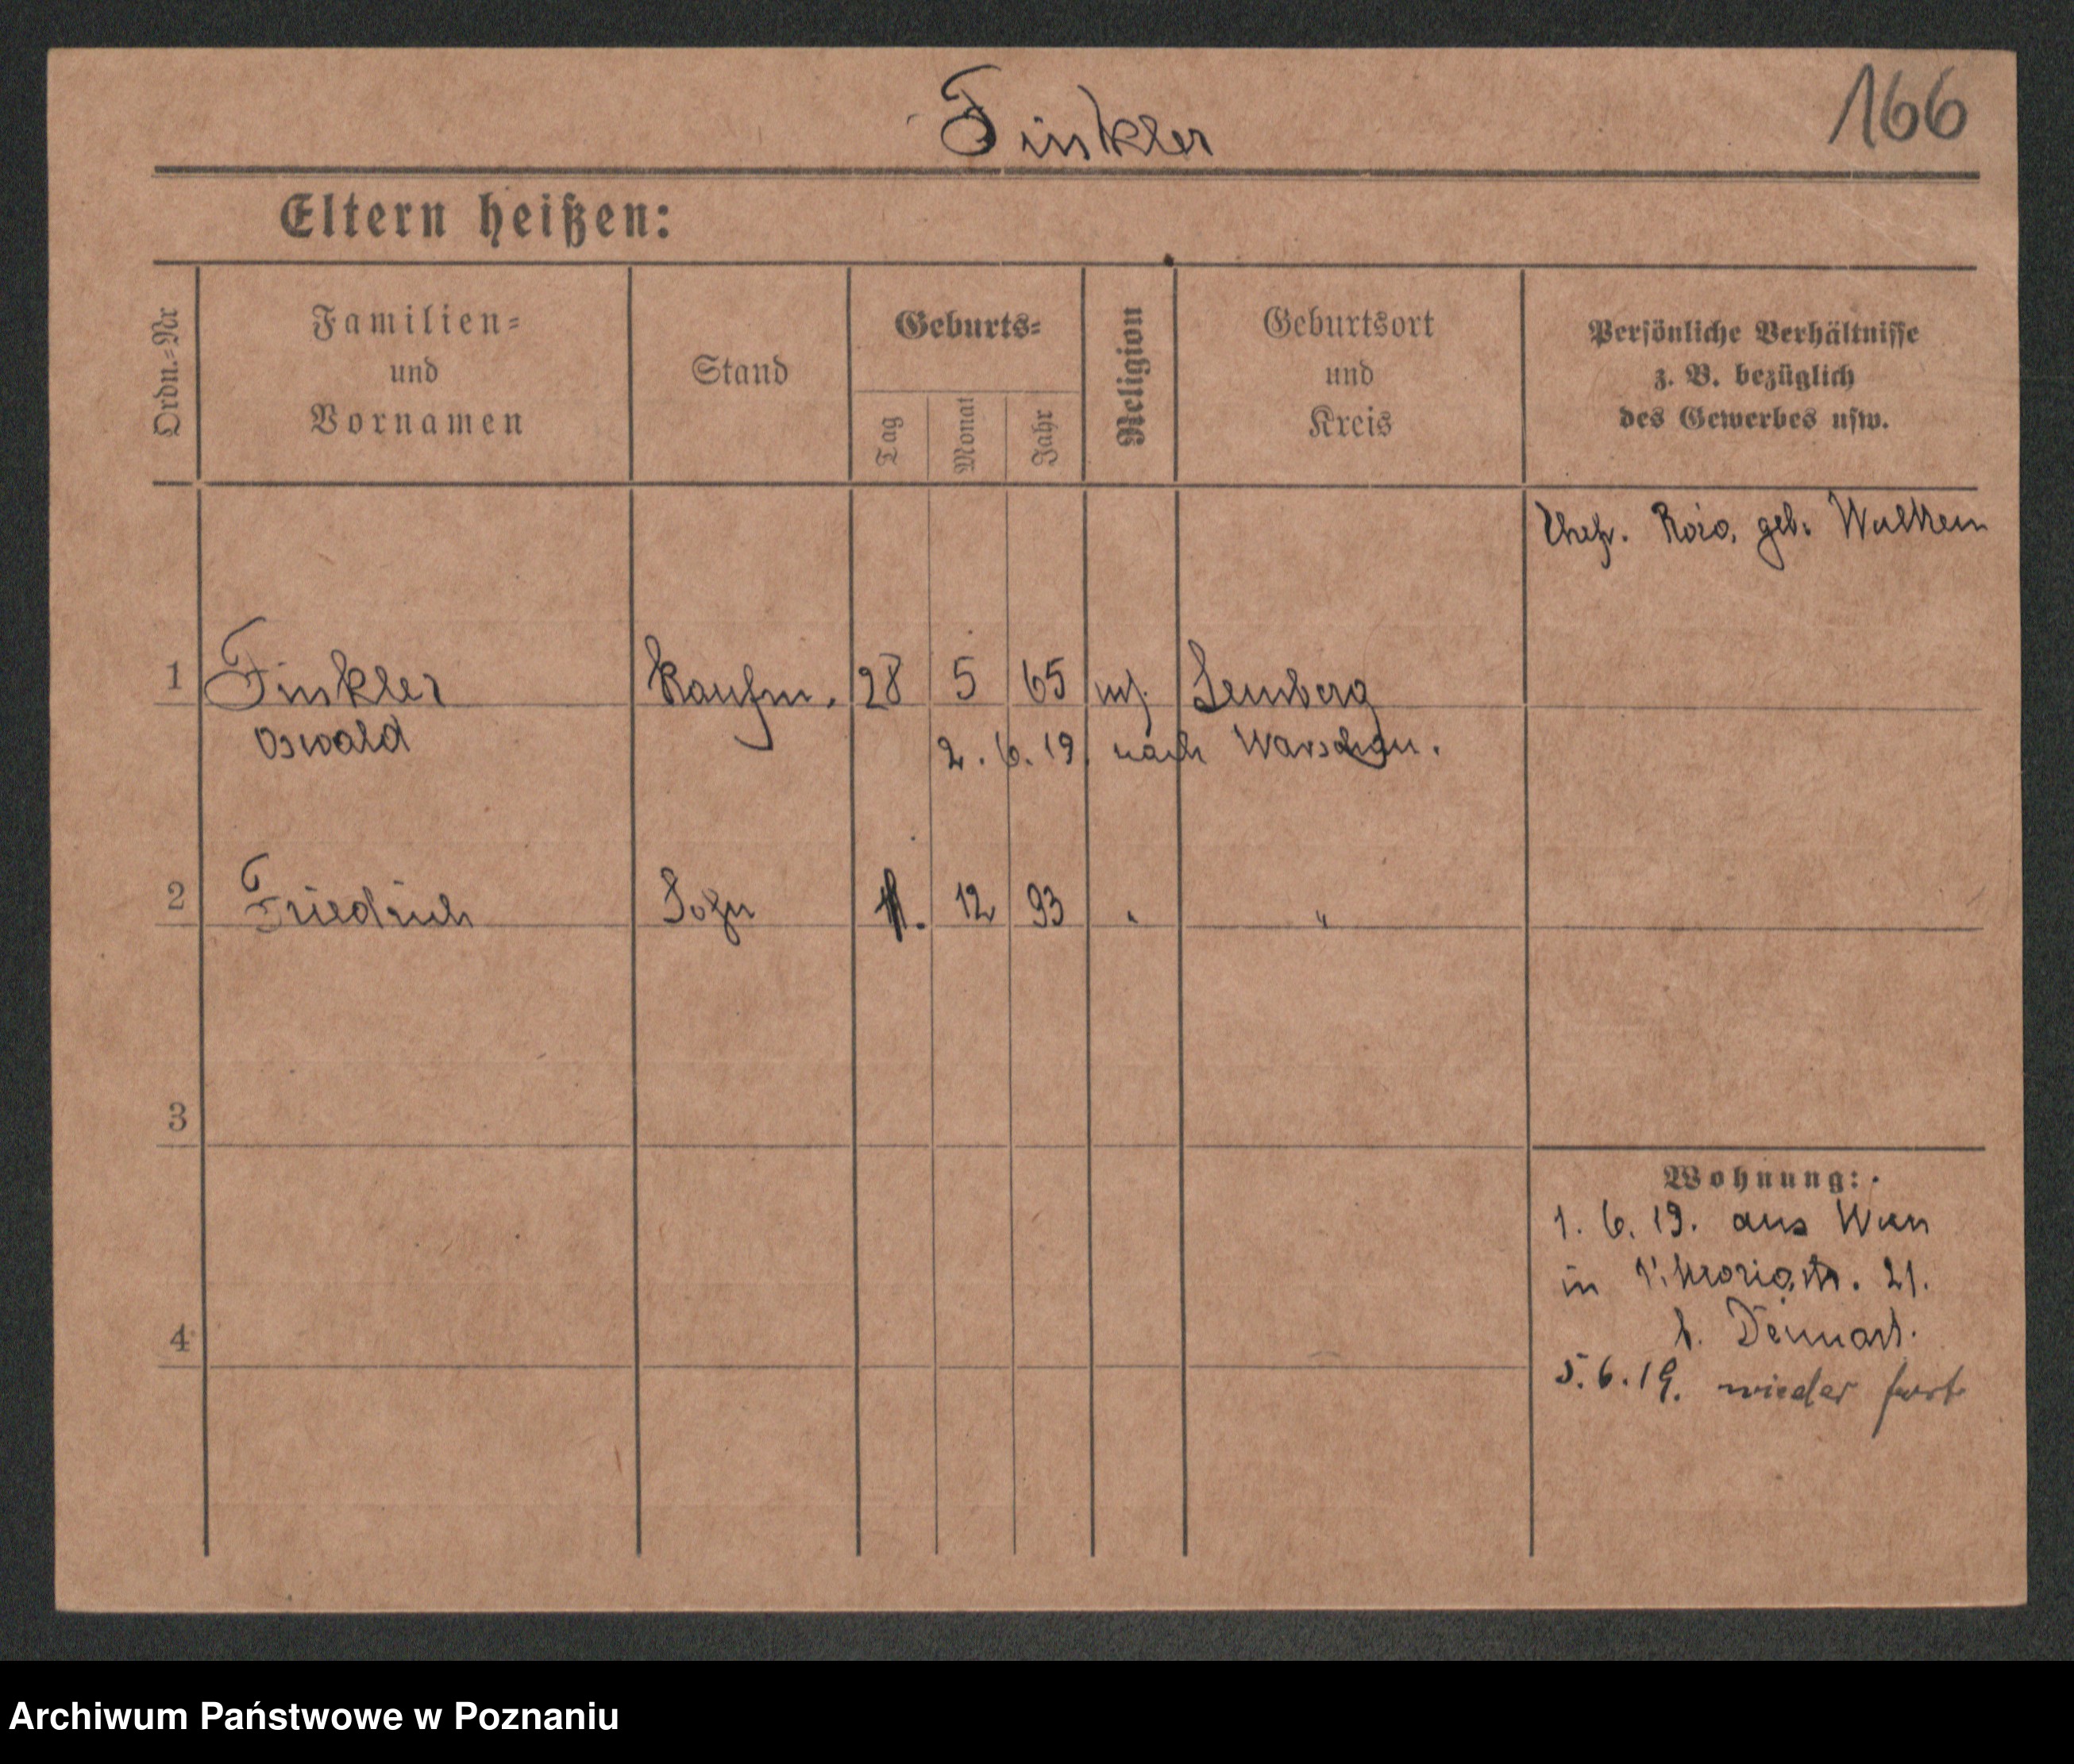 Finkler
166
Eltern heißen:
Ordn.=Nr
Familien=
und
Vornamen
Stand
Geburts=
Tag
Monat
Jahr
Religion
Geburtsort
und
Kreis
Persönliche Verhältnisse
z. B. bezüglich
des Gewerbes usw.
Ehefr. geb.
1 Finkler Kaufm. 28 5 65 Lemberg
Oswald 2. 6. 19. nach Warschau.
2 Friedrich Sohn 12 93 " "
3
4
Wohnung:
1. 6. 19. aus Wien
in Viktoriastr. 21.
b.
5. 6. 19. wieder fort
Archiwum Państwowe w Poznaniu